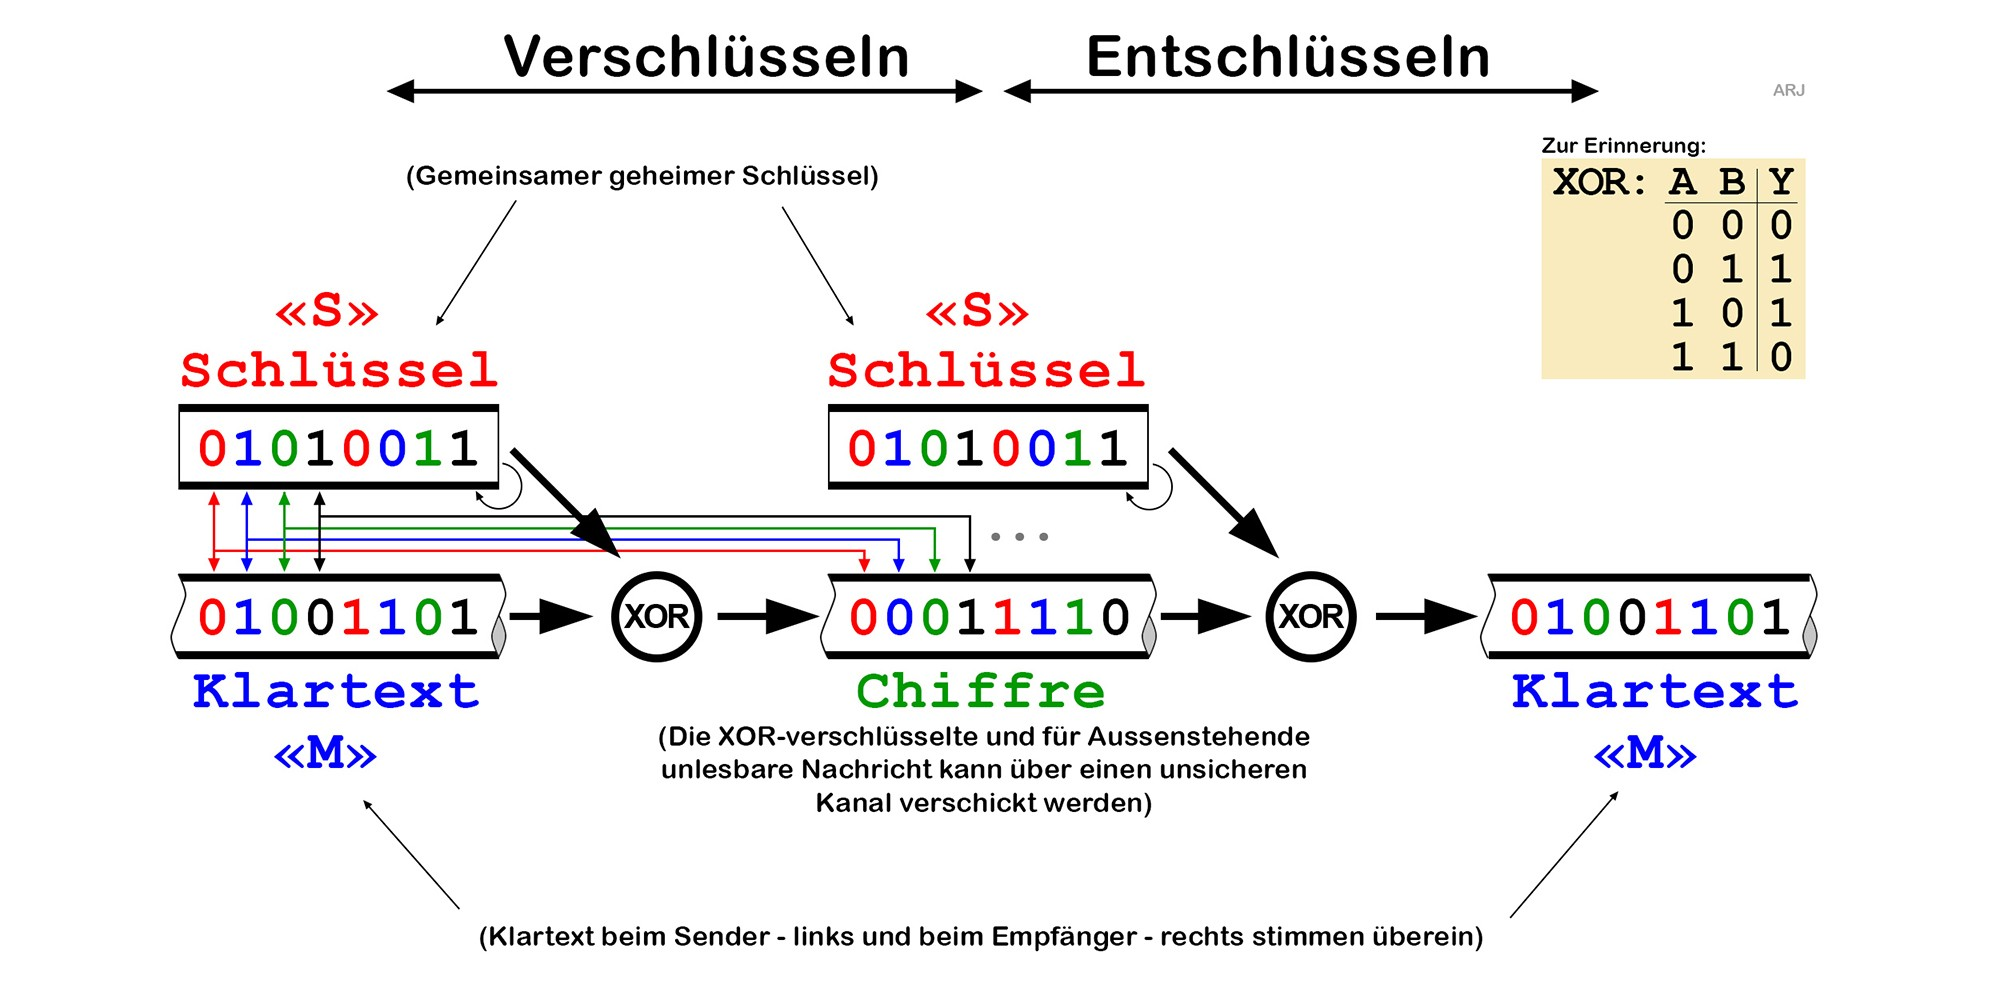 Verschlüsseln
Entschlüsseln
ARJ
Zur Erinnerung:
XOR: A B Y
0 0 0
0 1 1
1 0 1
1 1 0
(Gemeinsamer geheimer Schlüssel)
«S»
Schlüssel
01010011
«S»
Schlüssel
01010011
...
01001101
XOR
00011110
XOR
01001101
Klartext
«M»
Chiffre
(Die XOR-verschlüsselte und für Aussenstehende
unlesbare Nachricht kann über einen unsicheren
Kanal verschickt werden)
Klartext
«M»
(Klartext beim Sender - links und beim Empfänger - rechts stimmen überein)